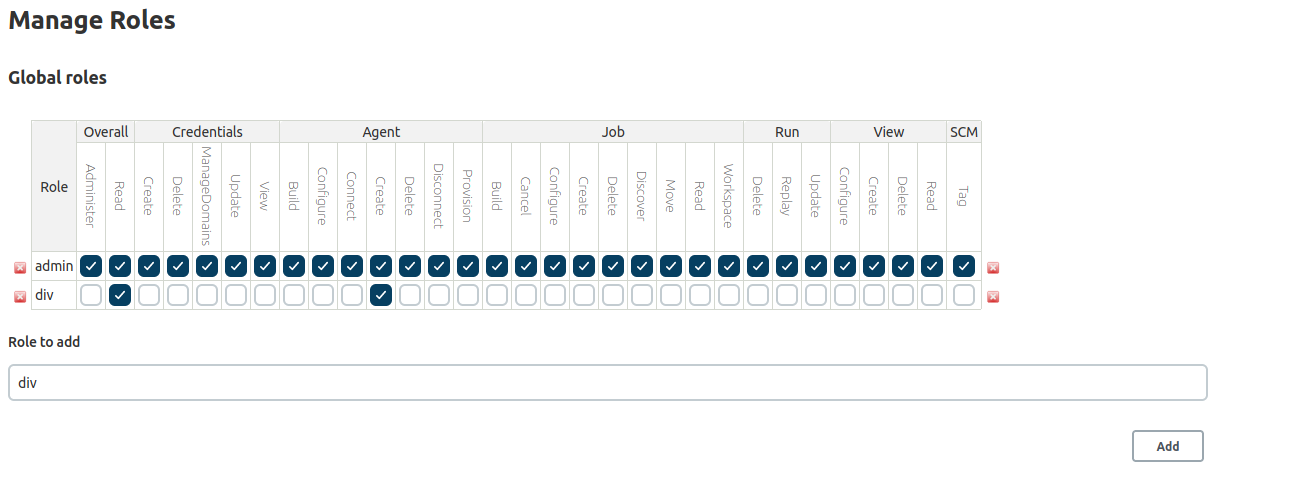 Manage Roles
Global roles
Role Overall Credentials Agent Job Run View SCM
Administer Read Create Delete ManageDomains Update View Build Configure Connect Create Delete Disconnect Provision Build Cancel Configure Create Delete Discover Move Read Workspace Delete Replay Update Configure Create Delete Read Tag
admin
div
Role to add
div
Add